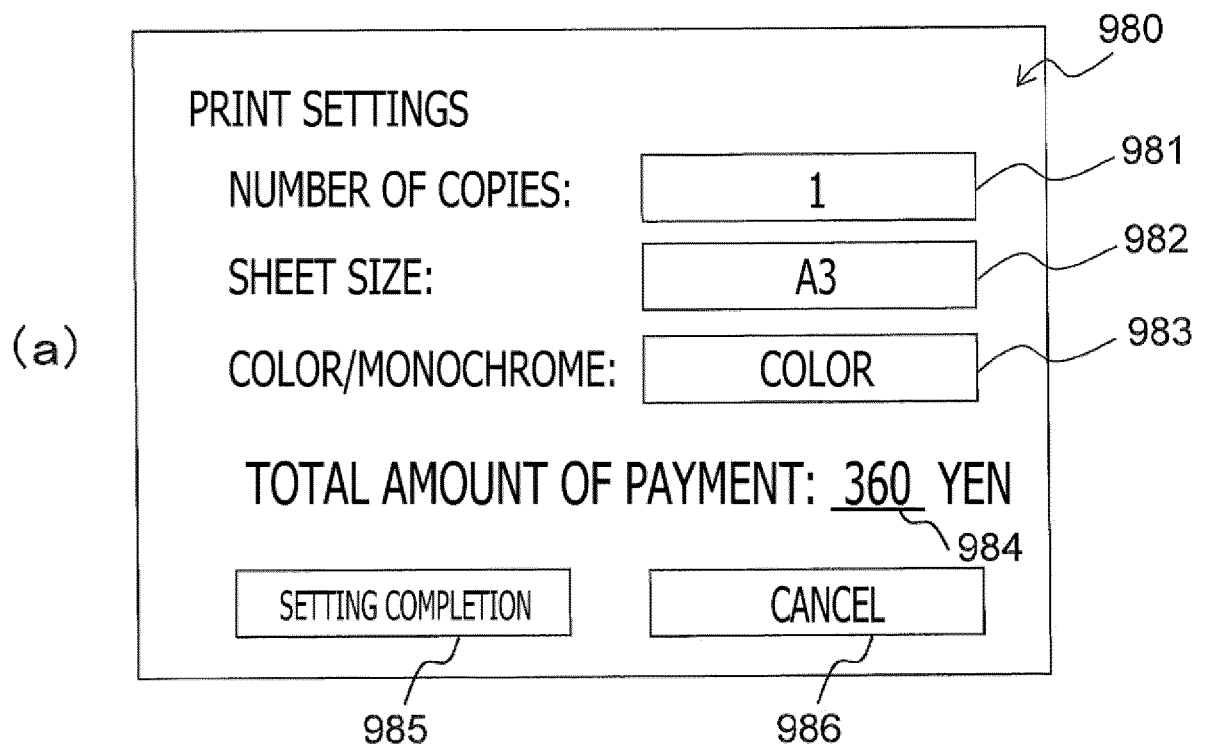 980
PRINT SETTINGS
NUMBER OF COPIES: 1 981
SHEET SIZE: A3 982
(a)
COLOR/MONOCHROME: COLOR 983
TOTAL AMOUNT OF PAYMENT: 360 YEN
984
SETTING COMPLETION CANCEL
985 986